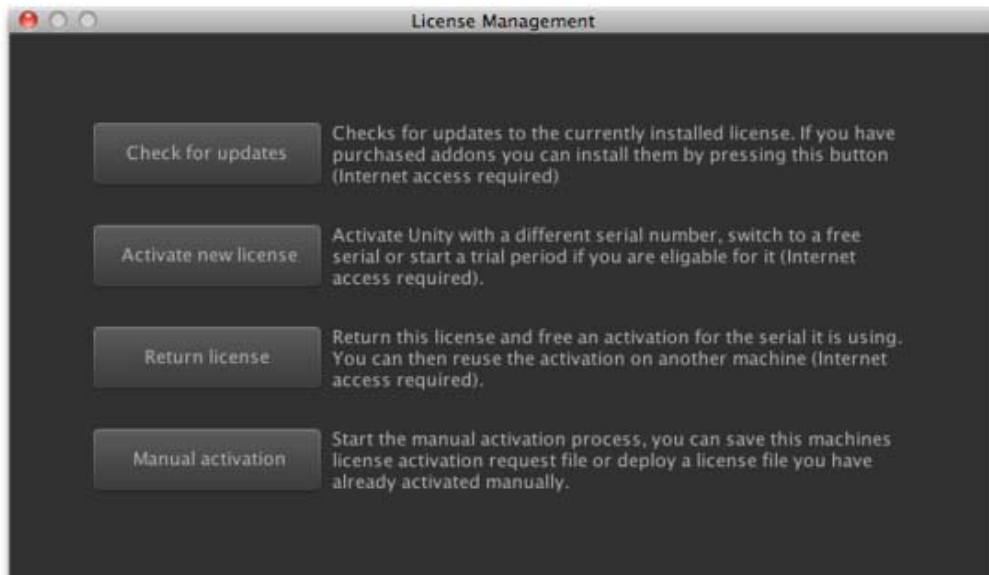 License Management
Check for updates
Checks for updates to the currently installed license. If you have
purchased addons you can install them by pressing this button
(Internet access required)
Activate new license
Activate Unity with a different serial number, switch to a free
serial or start a trial period if you are eligable for it (Internet
access required).
Return license
Return this license and free an activation for the serial it is using.
You can then reuse the activation on another machine (Internet
access required).
Manual activation
Start the manual activation process, you can save this machines
license activation request file or deploy a license file you have
already activated manually.